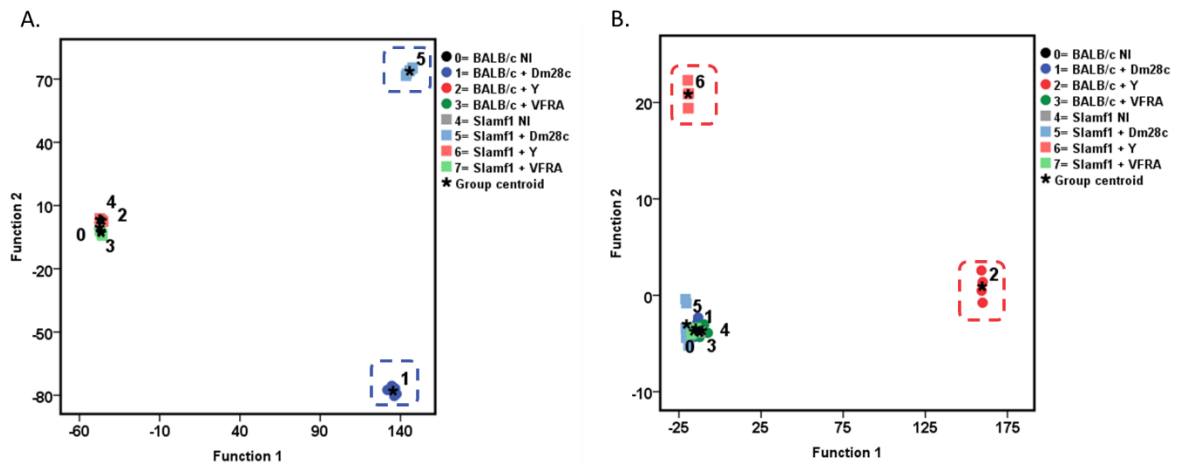 A.
70
40
10
-20
-50
-80
-60
-10
40
90
140
Function 2
Function 1
5
4
2
0
3
1
0= BALB/c NI
1= BALB/c + Dm28c
2= BALB/c + Y
3= BALB/c + VFRA
4= Slamf1 NI
5= Slamf1 + Dm28c
6= Slamf1 + Y
7= Slamf1 + VFRA
* Group centroid
B.
20
10
0
-10
-25
25
75
125
175
Function 2
Function 1
6
2
5
1
4
0
3
0= BALB/c NI
1= BALB/c + Dm28c
2= BALB/c + Y
3= BALB/c + VFRA
4= Slamf1 NI
5= Slamf1 + Dm28c
6= Slamf1 + Y
7= Slamf1 + VFRA
* Group centroid